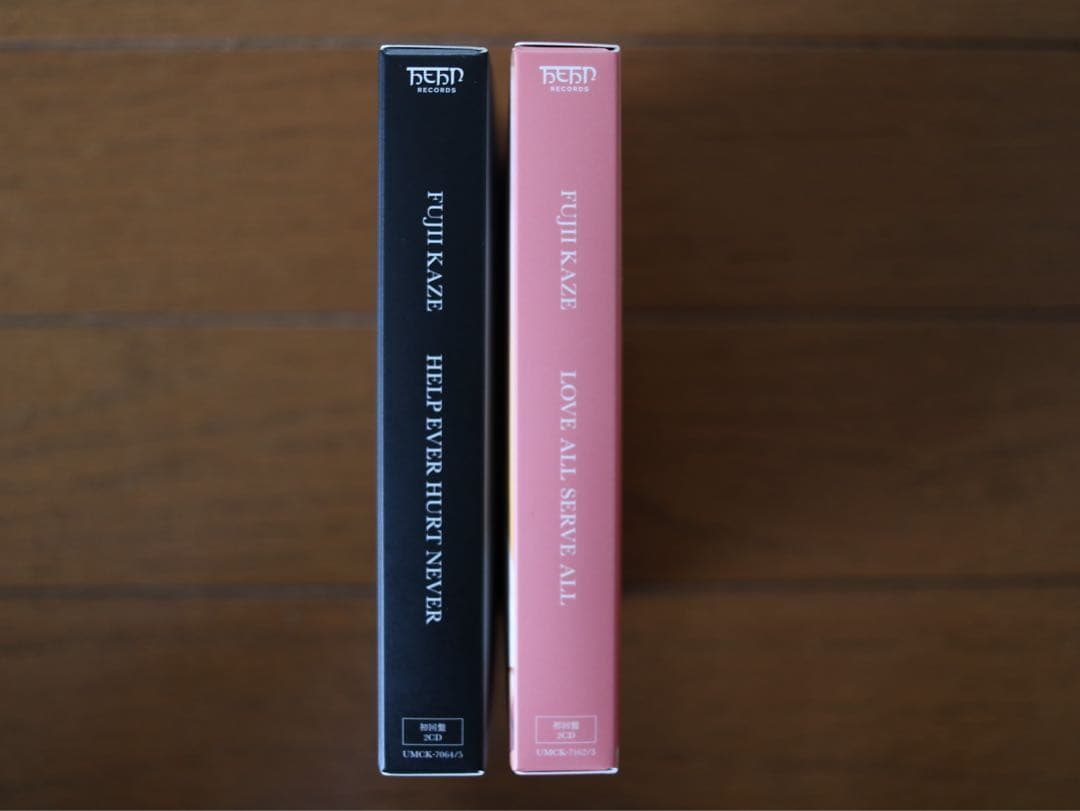 HEHN
RECORDS
FUJII KAZE HELP EVER HURT NEVER
初回盤
2CD
UMCK-7064/5
HEHN
RECORDS
FUJII KAZE LOVE ALL SERVE ALL
初回盤
2CD
UMCK-7162/3